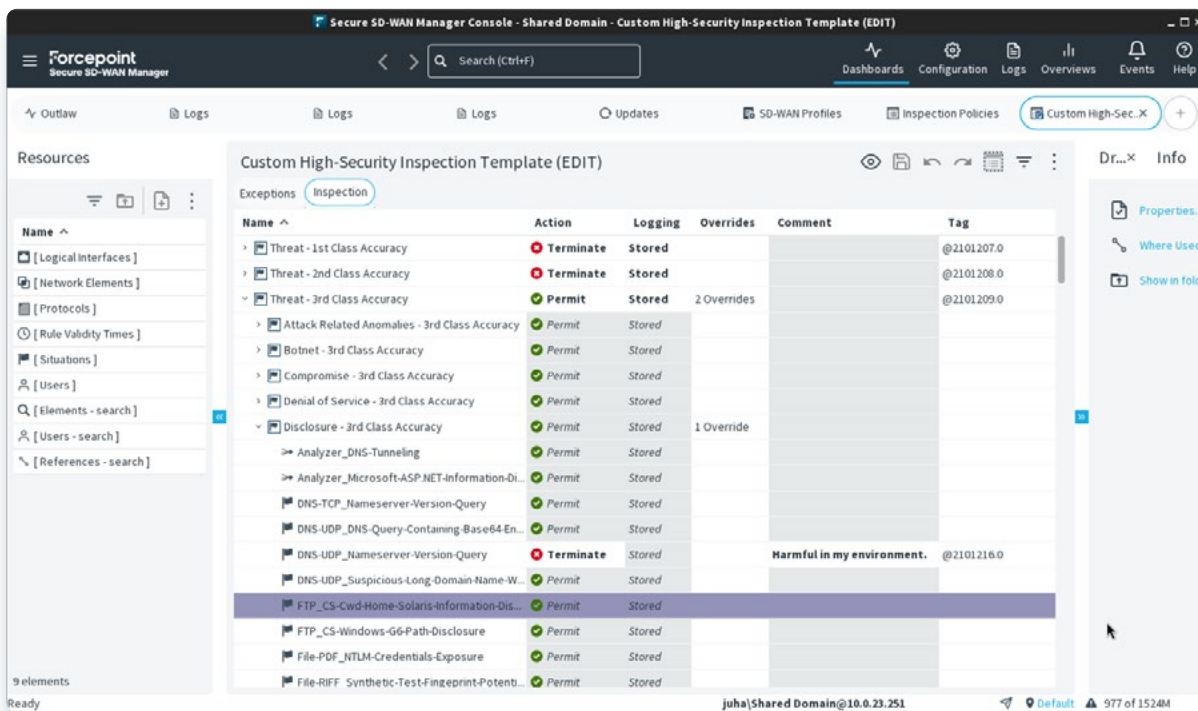 Secure SD-WAN Manager Console - Shared Domain - Custom High-Security Inspection Template (EDIT)
Forcepoint
Secure SD-WAN Manager
Search (Ctrl+F)
Dashboards Configuration Logs Overviews Events Help
Outlaw Logs Logs Logs Updates SD-WAN Profiles Inspection Policies Custom High-Sec..X +
Resources
Custom High-Security Inspection Template (EDIT)
Dr...× Info
Exceptions Inspection
Name
[ Logical Interfaces ]
[ Network Elements ]
[ Protocols ]
[ Rule Validity Times ]
[ Situations ]
[ Users ]
[ Elements - search ]
[ Users - search ]
[ References - search ]
9 elements
Name Action Logging Overrides Comment Tag
Threat - 1st Class Accuracy Terminate Stored @2101207.0
Threat - 2nd Class Accuracy Terminate Stored @2101208.0
Threat - 3rd Class Accuracy Permit Stored 2 Overrides @2101209.0
Attack Related Anomalies - 3rd Class Accuracy Permit Stored
Botnet - 3rd Class Accuracy Permit Stored
Compromise - 3rd Class Accuracy Permit Stored
Denial of Service - 3rd Class Accuracy Permit Stored
Disclosure - 3rd Class Accuracy Permit Stored 1 Override
Analyzer_DNS-Tunneling Permit Stored
Analyzer_Microsoft-ASP.NET-Information-Di... Permit Stored
DNS-TCP_Nameserver-Version-Query Permit Stored
DNS-UDP_DNS-Query-Containing-Base64-En... Permit Stored
DNS-UDP_Nameserver-Version-Query Terminate Stored Harmful in my environment. @2101216.0
DNS-UDP_Suspicious-Long-Domain-Name-W... Permit Stored
FTP_CS-Cwd-Home-Solaris-Information-Dis... Permit Stored
FTP_CS-Windows-G6-Path-Disclosure Permit Stored
File-PDF_NTLM-Credentials-Exposure Permit Stored
File-RIFF_Synthetic-Test-Fingeprint-Potenti... Permit Stored
Properties.
Where Used
Show in fold
Ready juha\Shared Domain@10.0.23.251 Default 977 of 1524M